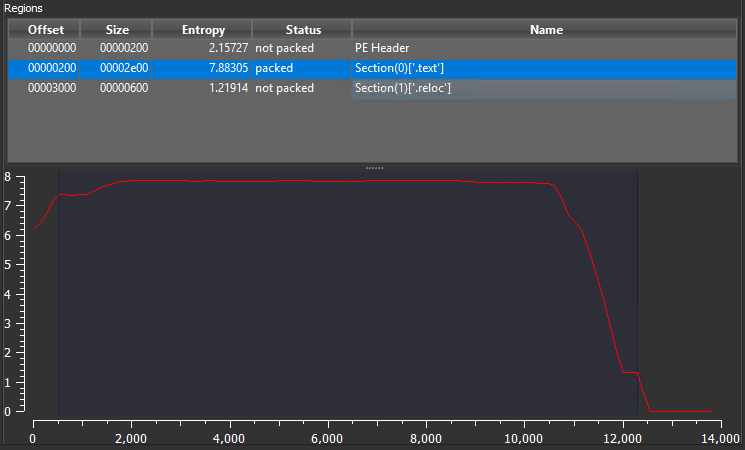 Regions
Offset Size Entropy Status Name
00000000 00000200 2.15727 not packed PE Header
00000200 00002e00 7.88305 packed Section(0)['.text']
00003000 00000600 1.21914 not packed Section(1)['.reloc']
8
7
6
5
4
3
2
1
0
0 2,000 4,000 6,000 8,000 10,000 12,000 14,000